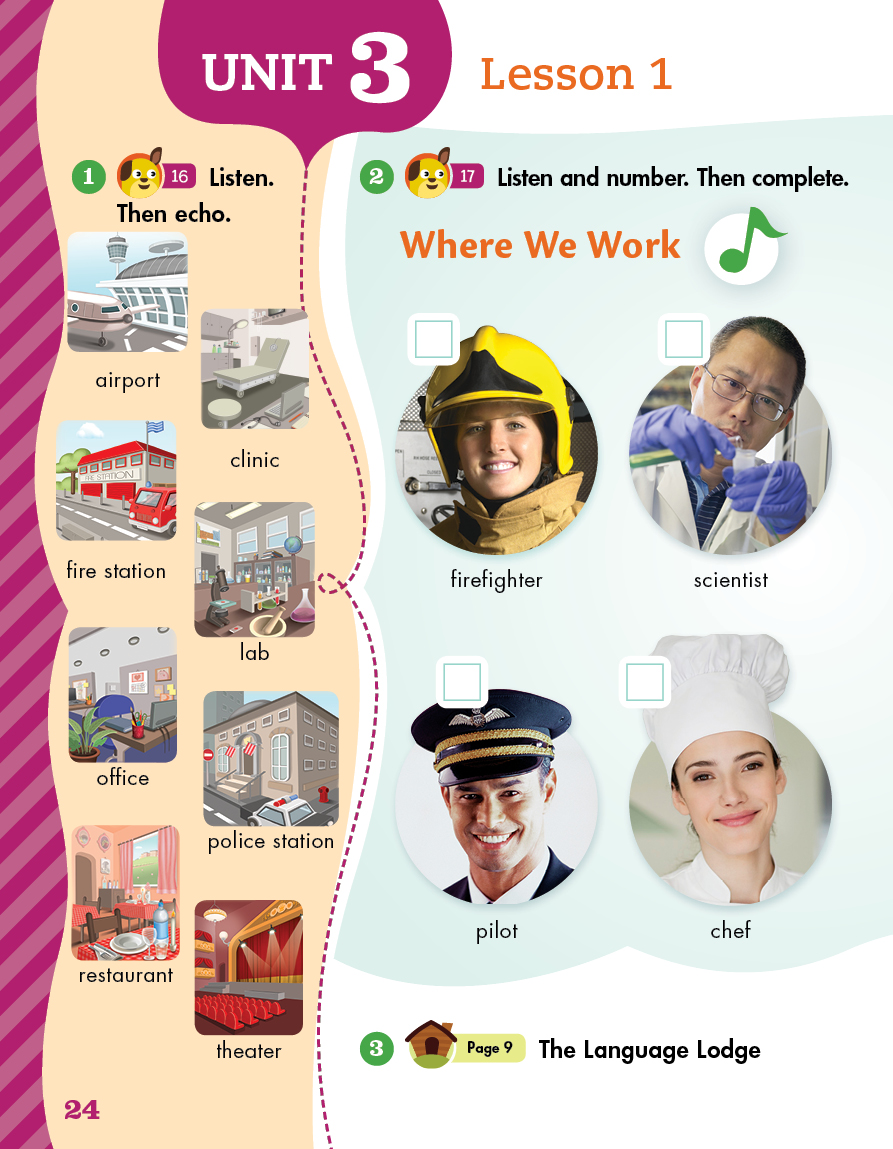 UNIT 3
Lesson 1
1
16
Listen.
Then echo.
airport
clinic
FIRE STATION
fire station
lab
office
police station
restaurant
theater
2
17
Listen and number. Then complete.
Where We Work
firefighter
scientist
pilot
chef
3
Page 9
The Language Lodge
24